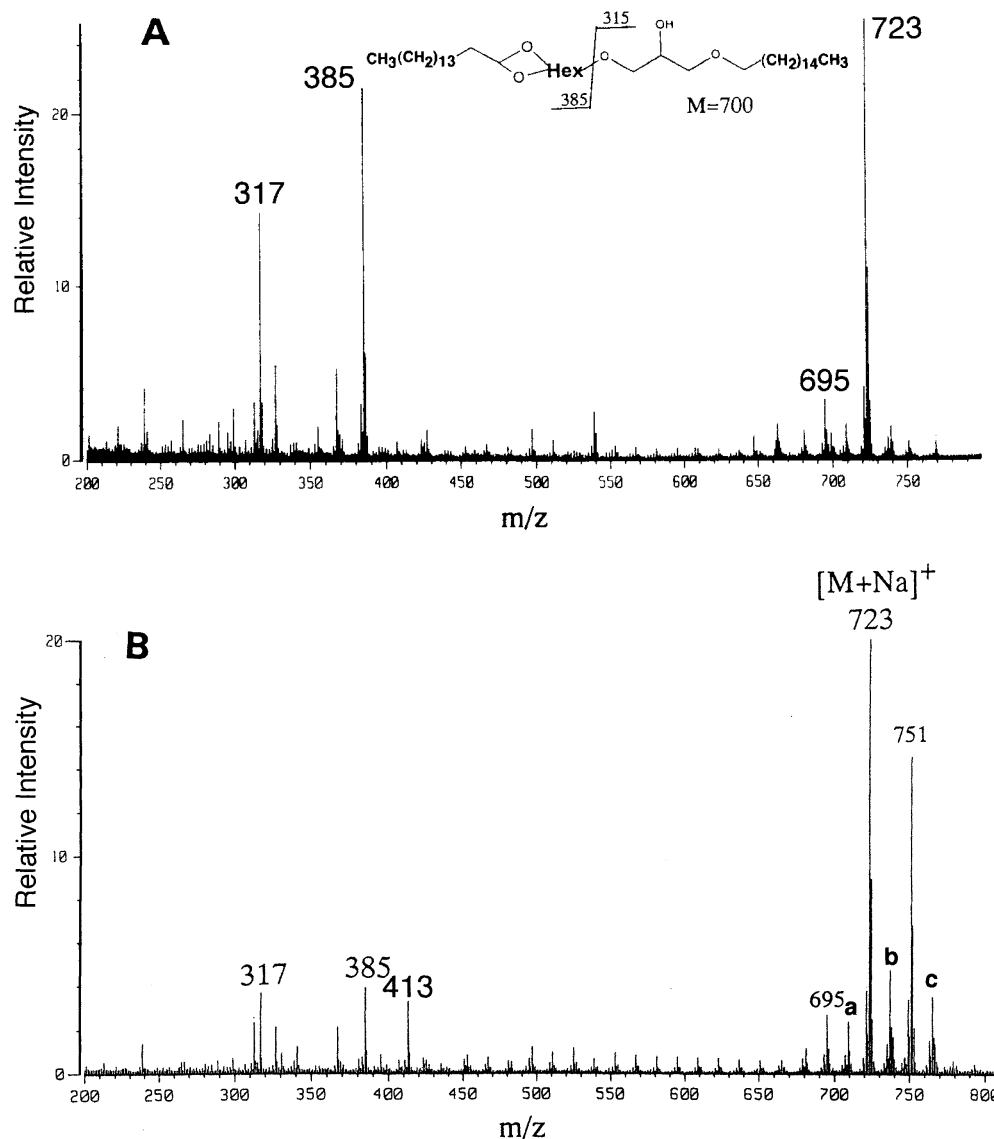 A
315
OH
723
CH3(CH2)13
O
O
Hex
O
O
(CH2)14CH3
385
385
M=700
317
695
20
10
0
Relative Intensity
200 250 300 350 400 450 500 550 600 650 700 750
m/z
[M+Na]+
723
B
751
317
385
413
695
a
b
c
20
10
0
Relative Intensity
200 250 300 350 400 450 500 550 600 650 700 750 800
m/z